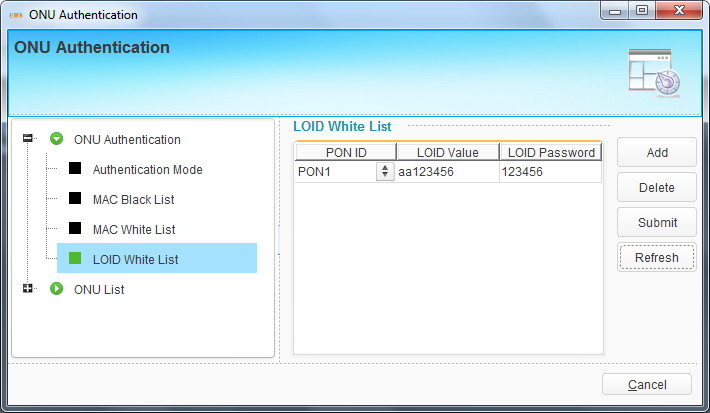 EMS ONU Authentication
ONU Authentication
ONU Authentication
Authentication Mode
MAC Black List
MAC White List
LOID White List
ONU List
LOID White List
PON ID LOID Value LOID Password
PON1 aa123456 123456
Add
Delete
Submit
Refresh
Cancel